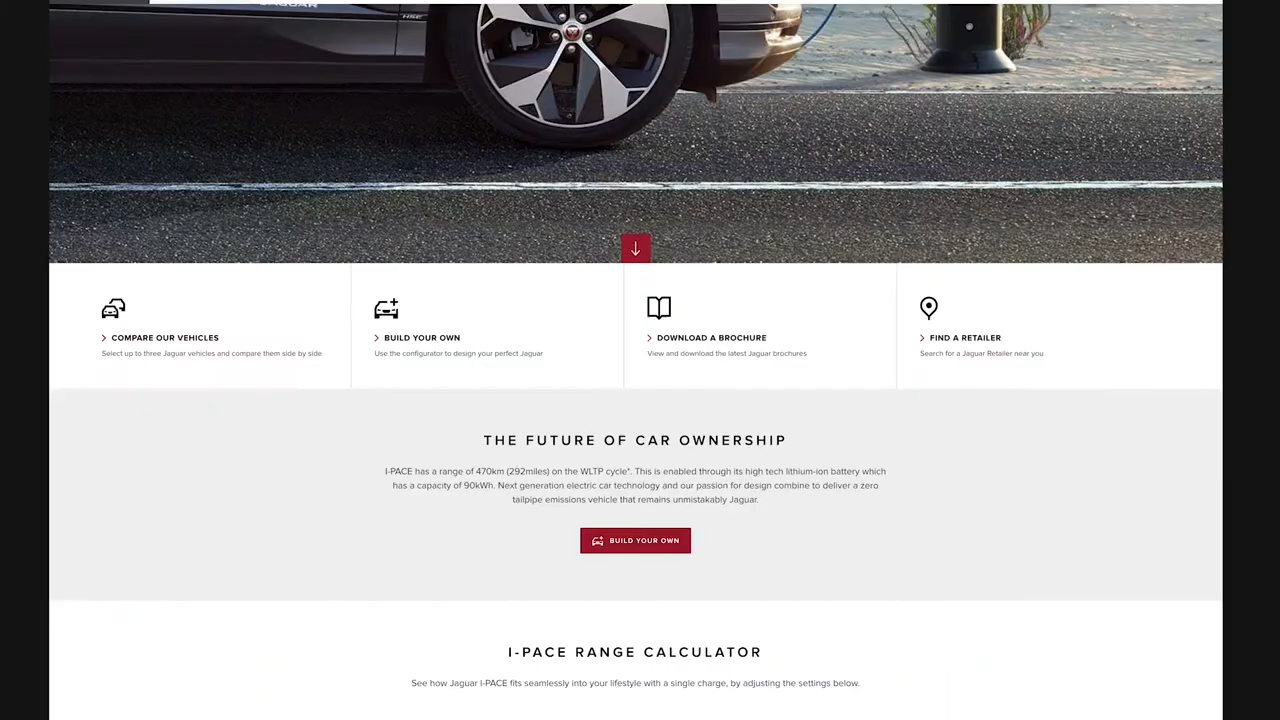 JAGUAR
HSE
COMPARE OUR VEHICLES
Select up to three Jaguar vehicles and compare them side by side
BUILD YOUR OWN
Use the configurator to design your perfect Jaguar
DOWNLOAD A BROCHURE
View and download the latest Jaguar brochures
FIND A RETAILER
Search for a Jaguar Retailer near you
THE FUTURE OF CAR OWNERSHIP
I-PACE has a range of 470km (292miles) on the WLTP cycle*. This is enabled through its high tech lithium-ion battery which
has a capacity of 90kWh. Next generation electric car technology and our passion for design combine to deliver a zero
tailpipe emissions vehicle that remains unmistakably Jaguar.
BUILD YOUR OWN
I-PACE RANGE CALCULATOR
See how Jaguar I-PACE fits seamlessly into your lifestyle with a single charge, by adjusting the settings below.